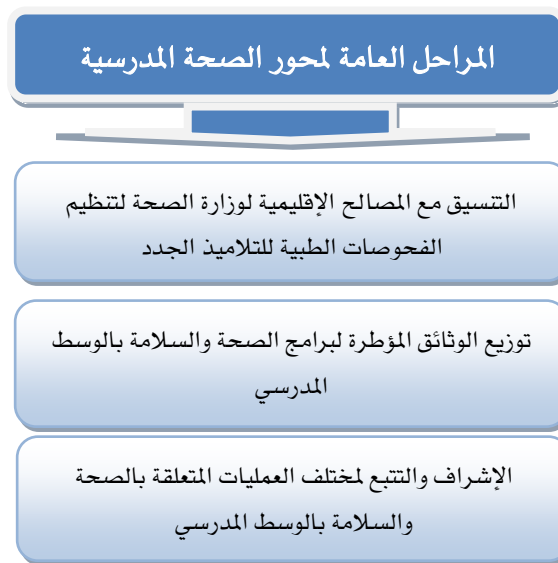 المراحل العامة لمحور الصحة المدرسية
التنسيق مع المصالح الإقليمية لوزارة الصحة لتنظيم
الفحوصات الطبية للتلاميذ الجدد
توزيع الوثائق المؤطرة لبرامج الصحة والسلامة بالوسط
المدرسي
الإشراف والتتبع لمختلف العمليات المتعلقة بالصحة
والسلامة بالوسط المدرسي